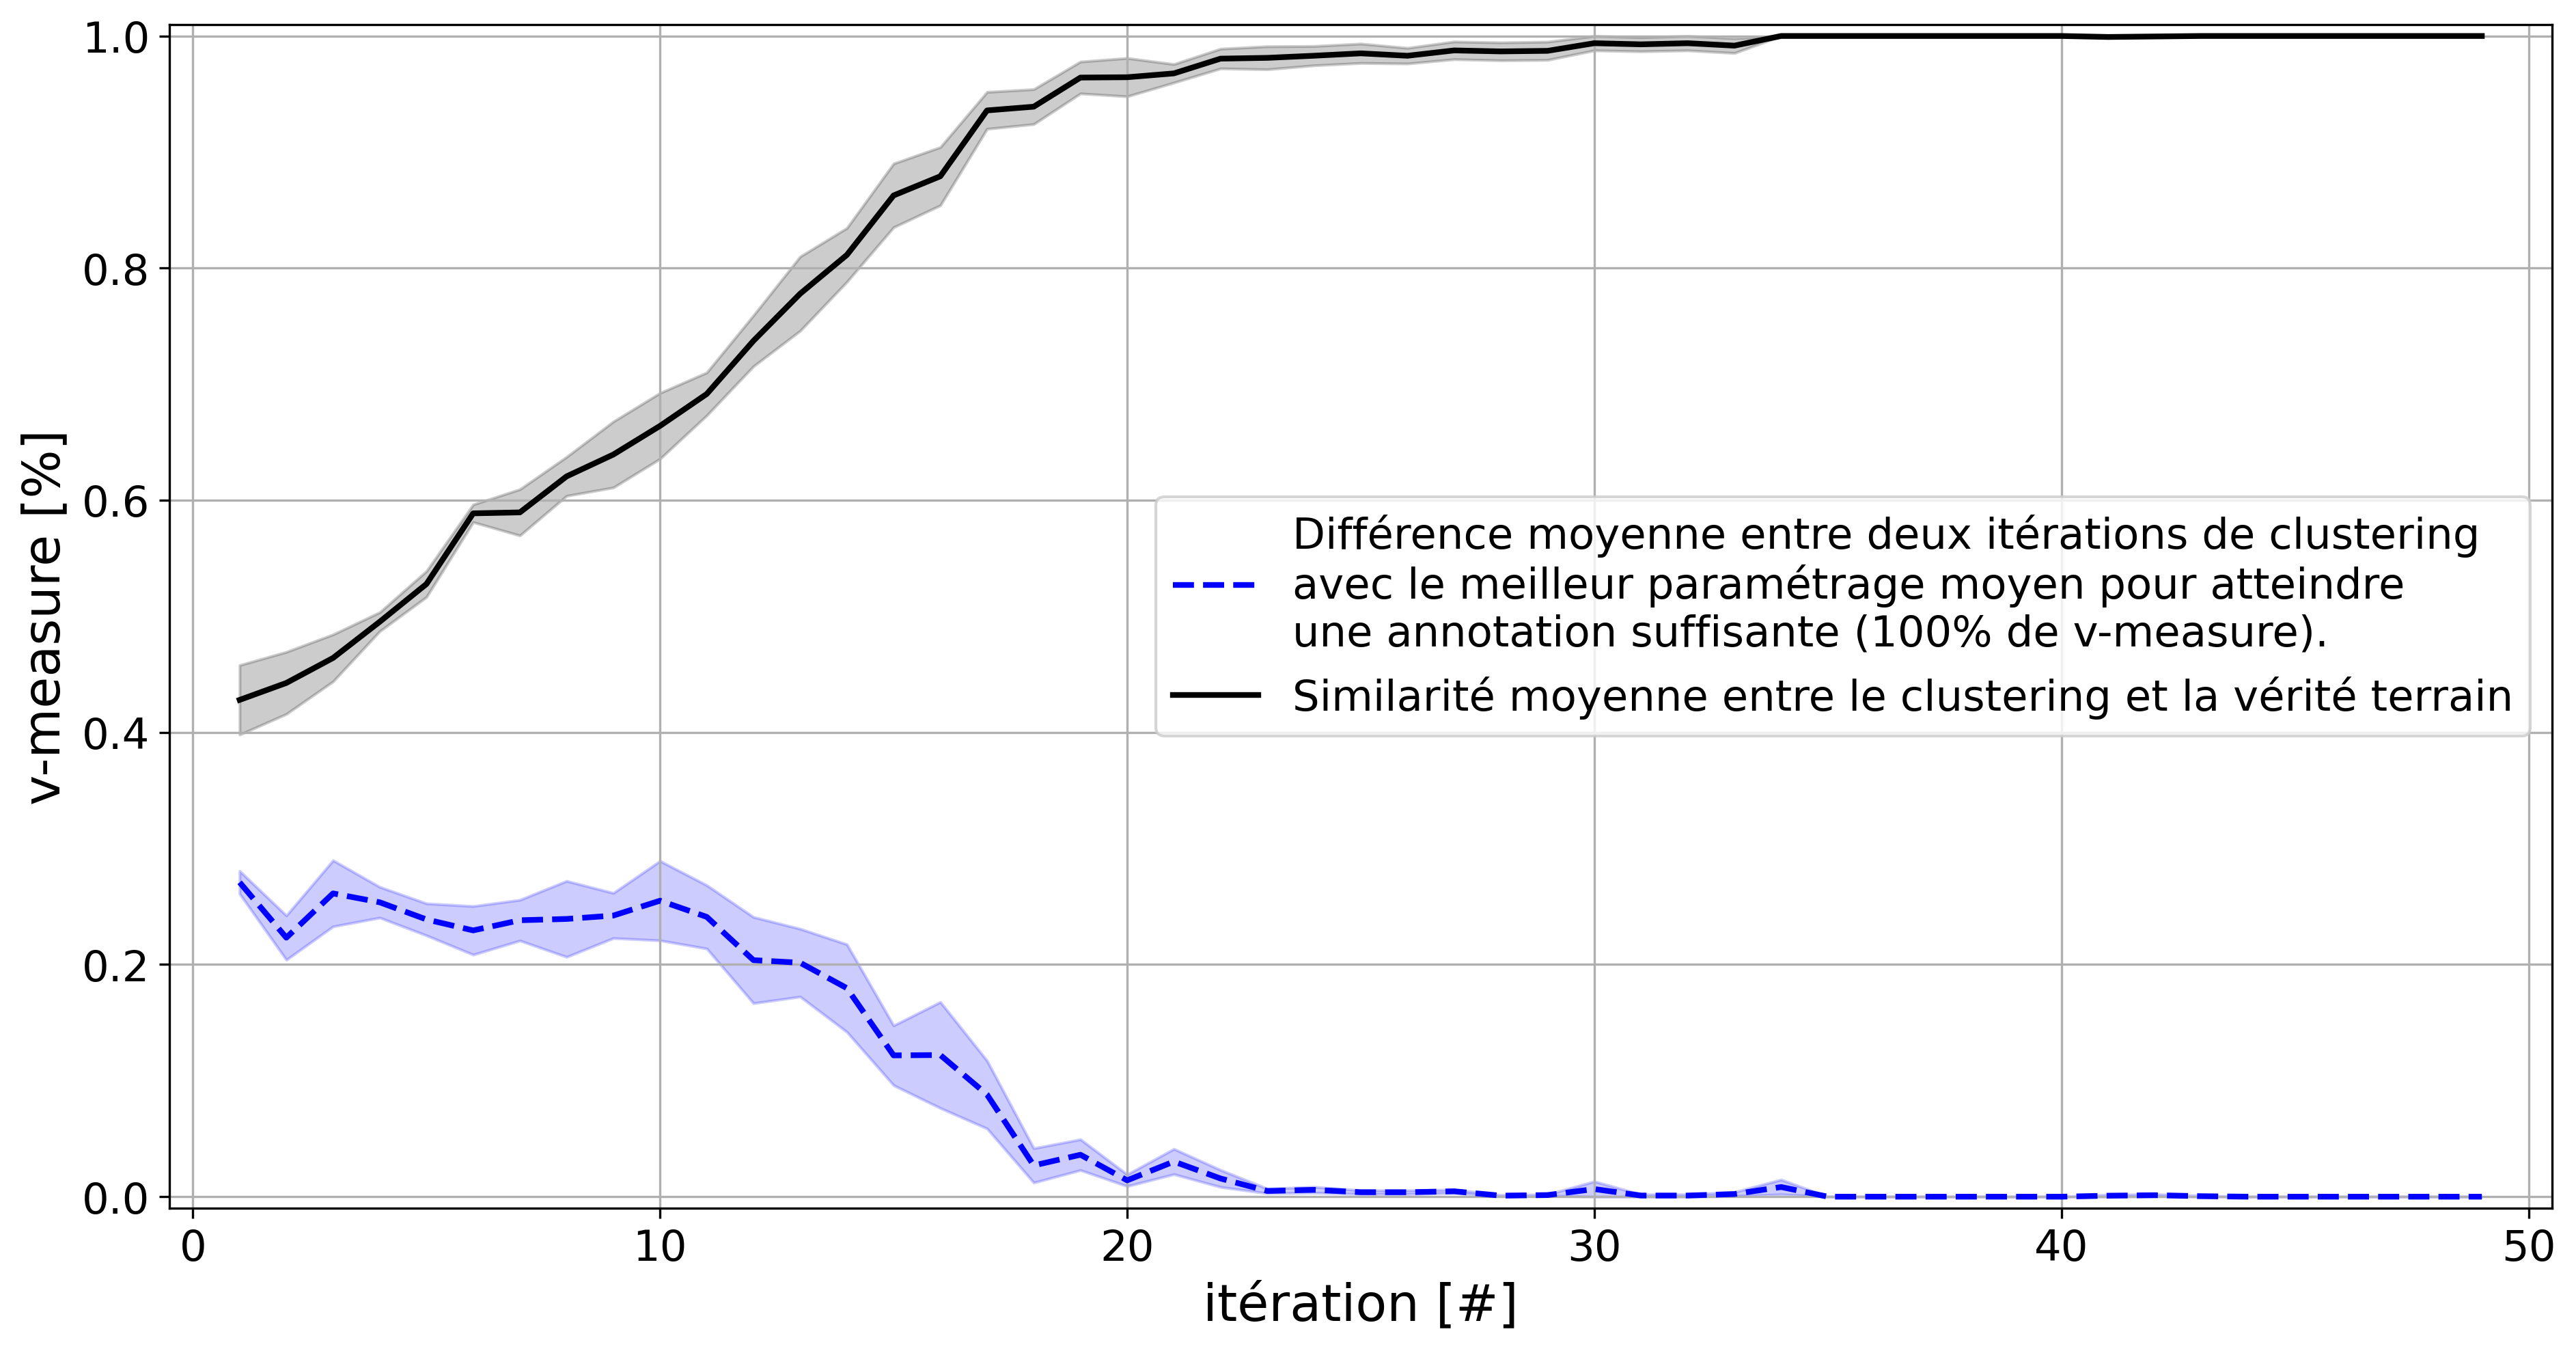 1.0
0.8
0.6
0.4
0.2
0.0
v-measure [%]
Différence moyenne entre deux itérations de clustering
avec le meilleur paramétrage moyen pour atteindre
une annotation suffisante (100% de v-measure).
Similarité moyenne entre le clustering et la vérité terrain
0 10 20 30 40 50
itération [#]